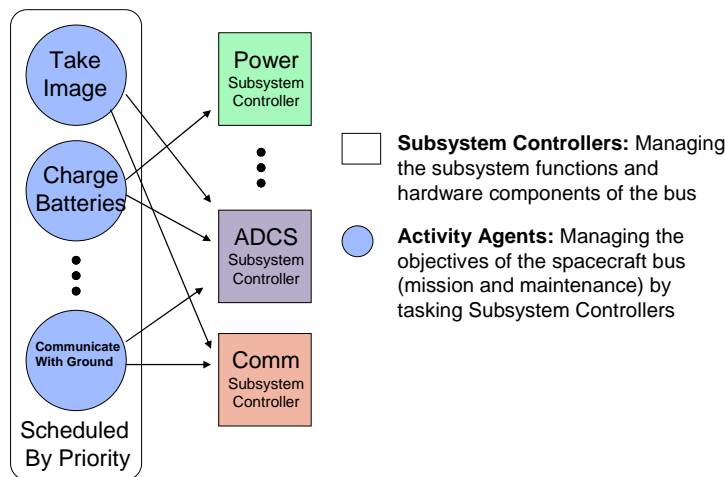 Take
Image
Charge
Batteries
Communicate
With Ground
Scheduled
By Priority
Power
Subsystem
Controller
ADCS
Subsystem
Controller
Comm
Subsystem
Controller
Subsystem Controllers: Managing
the subsystem functions and
hardware components of the bus
Activity Agents: Managing the
objectives of the spacecraft bus
(mission and maintenance) by
tasking Subsystem Controllers